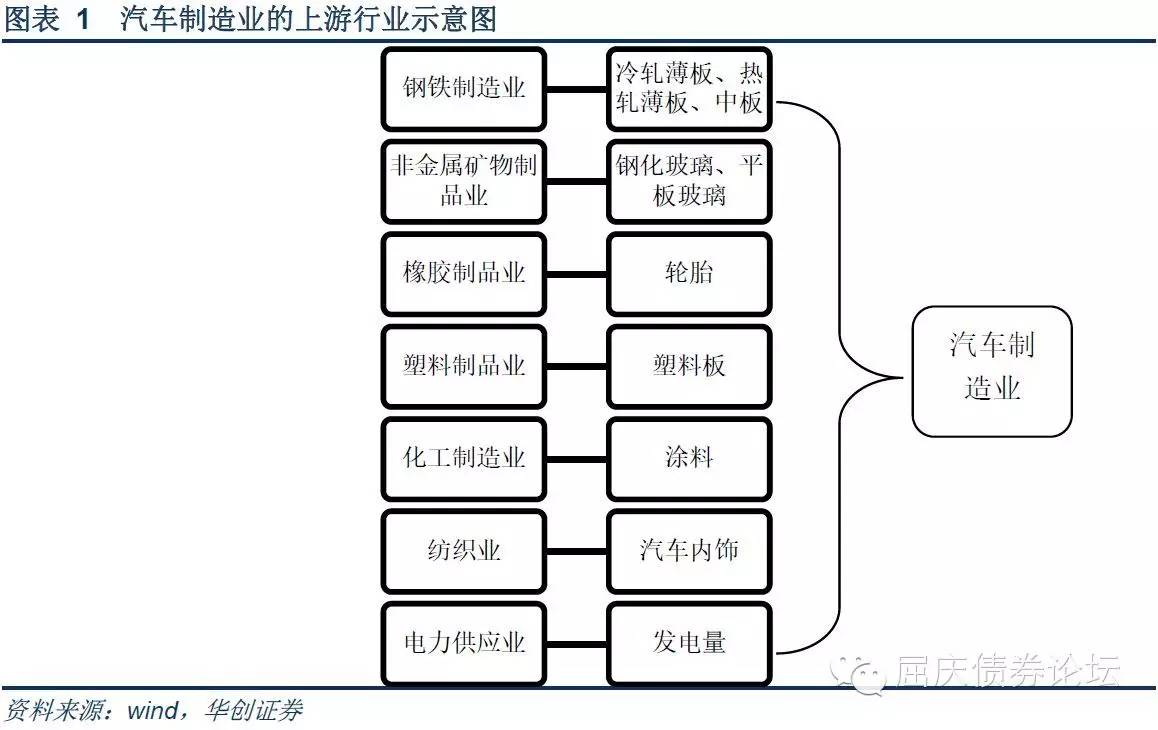 图表 1 汽车制造业的上游行业示意图
钢铁制造业
冷轧薄板、热
轧薄板、中板
非金属矿物制
品业
钢化玻璃、平
板玻璃
橡胶制品业
轮胎
塑料制品业
塑料板
化工制造业
涂料
纺织业
汽车内饰
电力供应业
发电量
汽车制
造业
屈庆债券论坛
资料来源：wind，华创证券